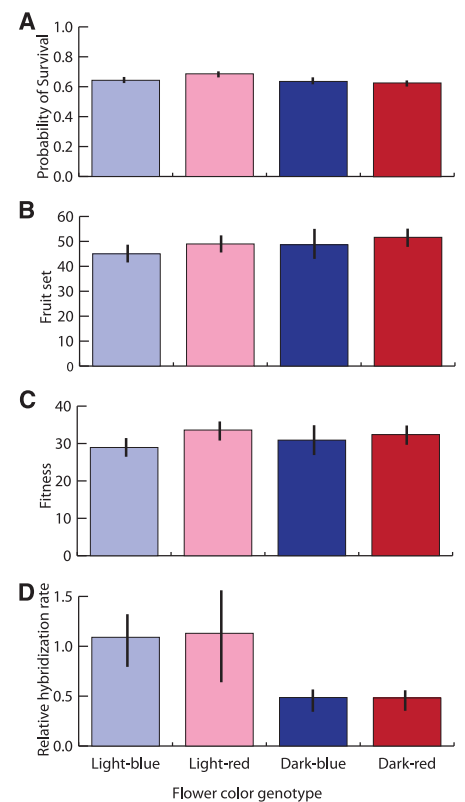 A
Probability of Survival
1.0
0.8
0.6
0.4
0.2
0.0
B
Fruit set
60
50
40
30
20
10
0
C
Fitness
40
30
20
10
0
D
Relative hybridization rate
1.5
1.0
0.5
0.0
Light-blue Light-red Dark-blue Dark-red
Flower color genotype